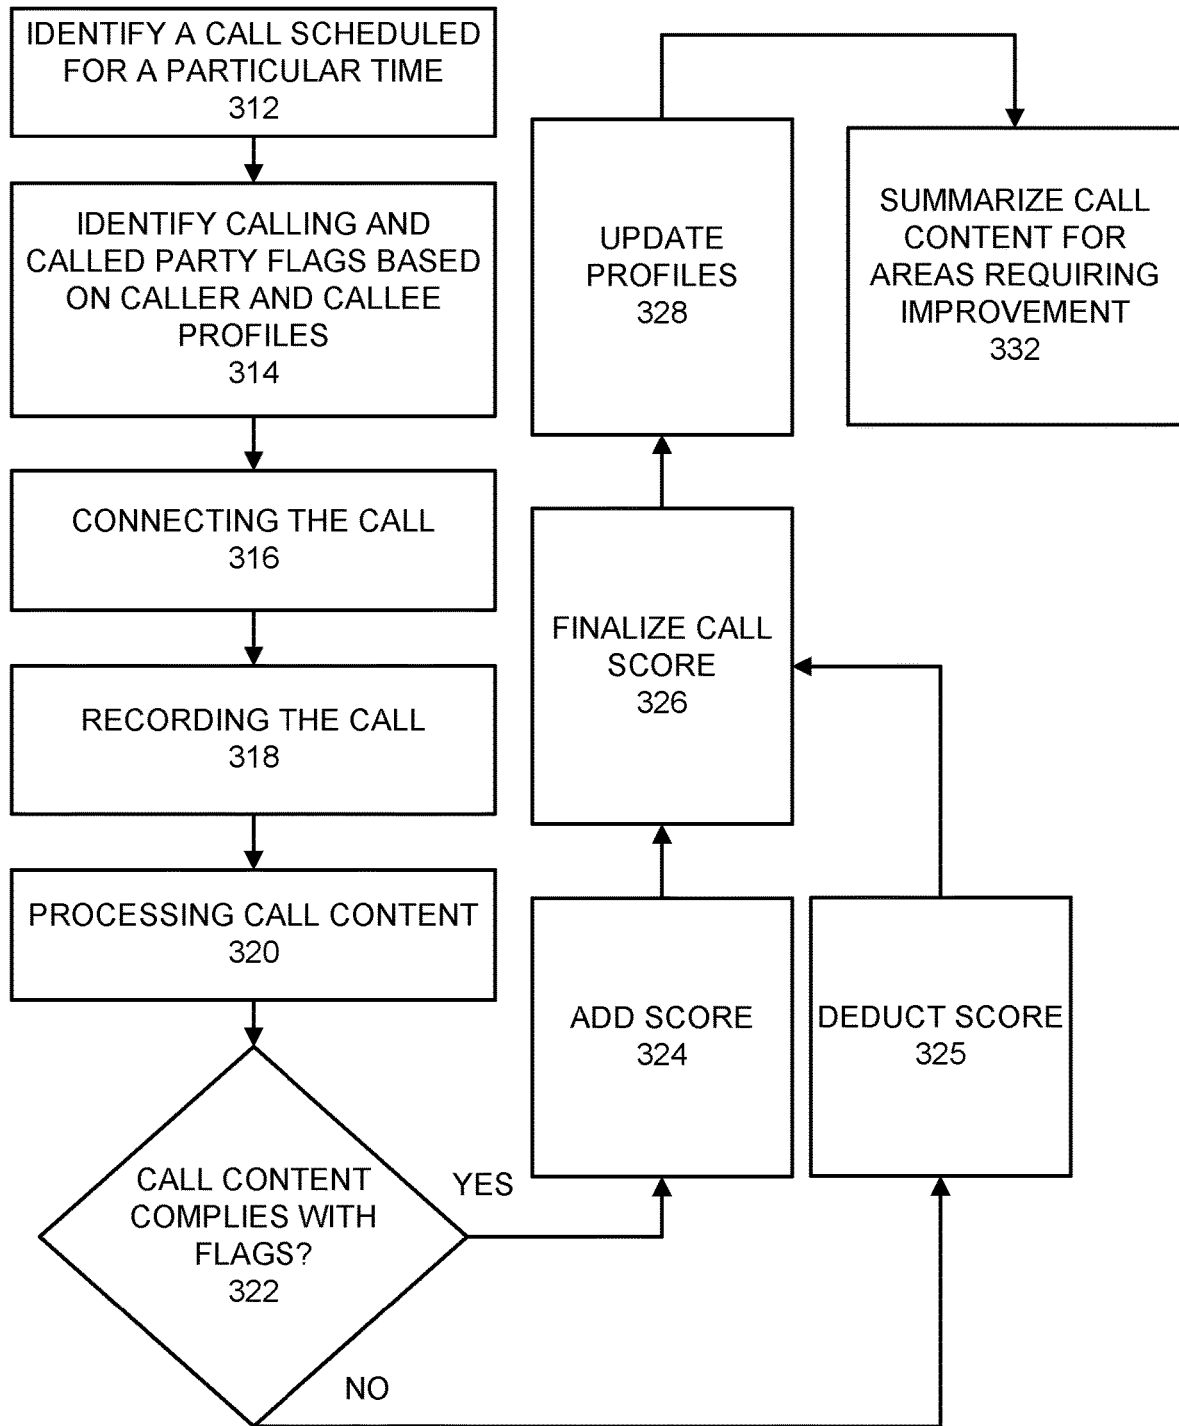 IDENTIFY A CALL SCHEDULED
FOR A PARTICULAR TIME
312
IDENTIFY CALLING AND
CALLED PARTY FLAGS BASED
ON CALLER AND CALLEE
PROFILES
314
CONNECTING THE CALL
316
RECORDING THE CALL
318
PROCESSING CALL CONTENT
320
CALL CONTENT
COMPLIES WITH
FLAGS?
322
YES
NO
ADD SCORE
324
DEDUCT SCORE
325
FINALIZE CALL
SCORE
326
UPDATE
PROFILES
328
SUMMARIZE CALL
CONTENT FOR
AREAS REQUIRING
IMPROVEMENT
332